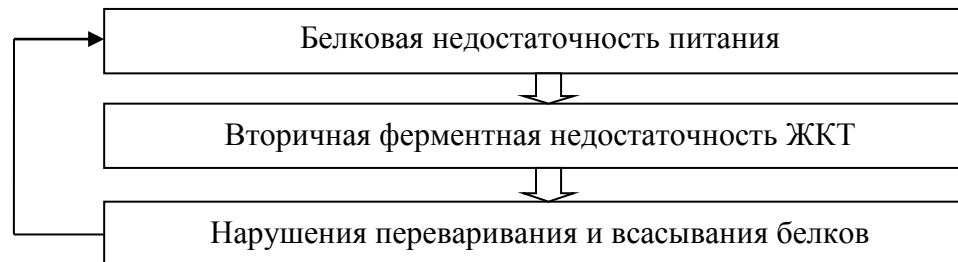 Белковая недостаточность питания
Вторичная ферментная недостаточность ЖКТ
Нарушения переваривания и всасывания белков